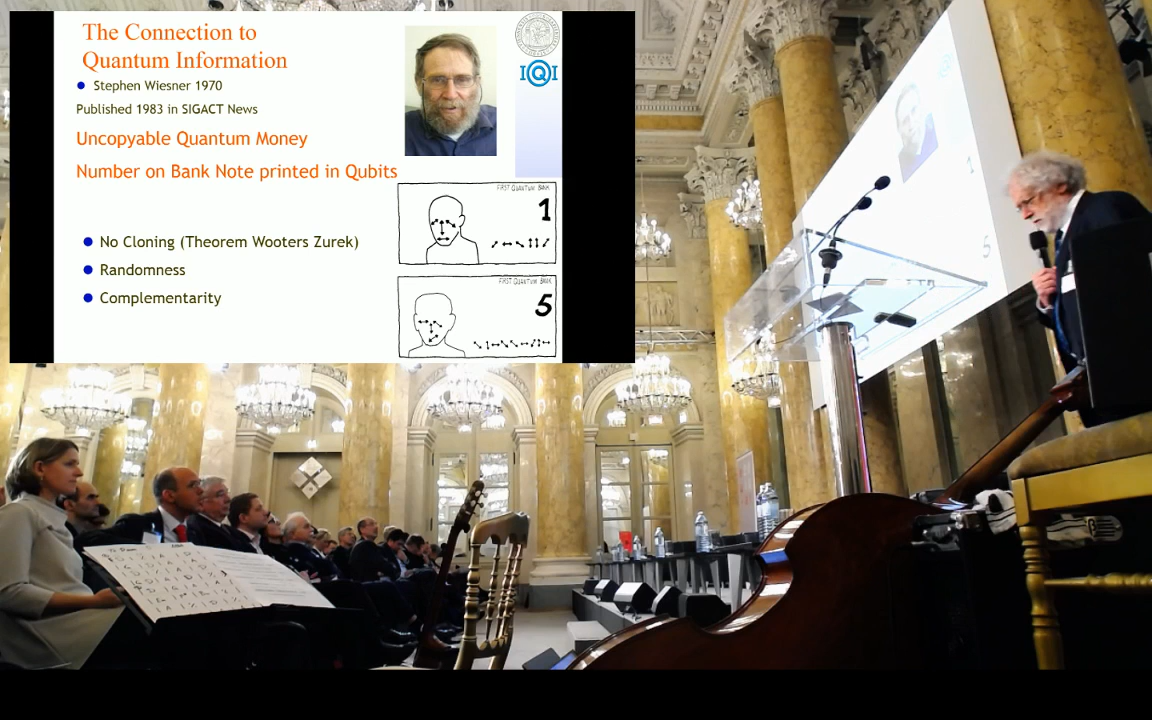 The Connection to
Quantum Information
Stephen Wiesner 1970
Published 1983 in SIGACT News
Uncopyable Quantum Money
Number on Bank Note printed in Qubits
No Cloning (Theorem Wooters Zurek)
Randomness
Complementarity
IQI
FIRST QUANTUM BANK
1
FIRST QUANTUM BANK
5
1
5